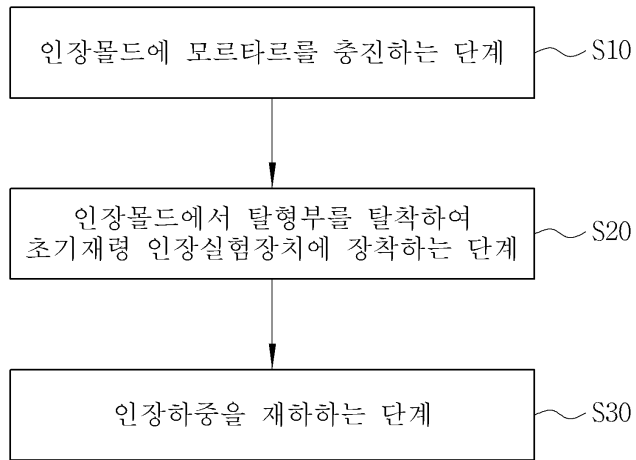 인장몰드에 모르타르를 충진하는 단계
S10
인장몰드에서 탈형부를 탈착하여
초기재령 인장실험장치에 장착하는 단계
S20
인장하중을 재하하는 단계
S30